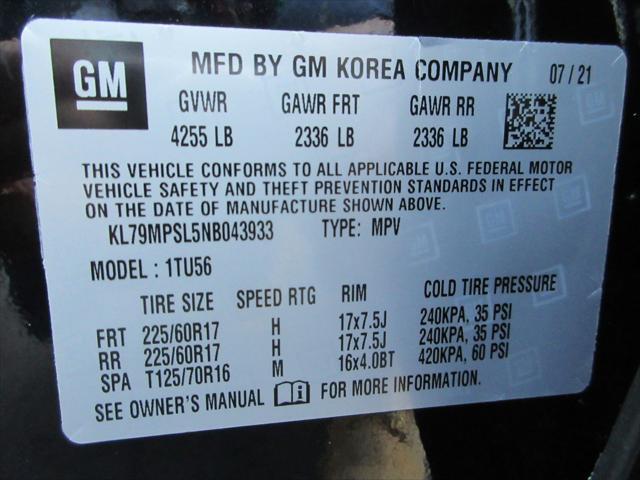 GM MFD BY GM KOREA COMPANY 07/21
GVWR GAWR FRT GAWR RR
4255 LB 2336 LB 2336 LB
THIS VEHICLE CONFORMS TO ALL APPLICABLE U.S. FEDERAL MOTOR
VEHICLE SAFETY AND THEFT PREVENTION STANDARDS IN EFFECT
ON THE DATE OF MANUFACTURE SHOWN ABOVE.
KL79MPSL5NB043933 TYPE: MPV
MODEL : 1TU56
TIRE SIZE SPEED RTG RIM COLD TIRE PRESSURE
FRT 225/60R17 H 17x7.5J 240KPA, 35 PSI
RR 225/60R17 H 17x7.5J 240KPA, 35 PSI
SPA T125/70R16 M 16x4.0BT 420KPA, 60 PSI
SEE OWNER'S MANUAL FOR MORE INFORMATION.